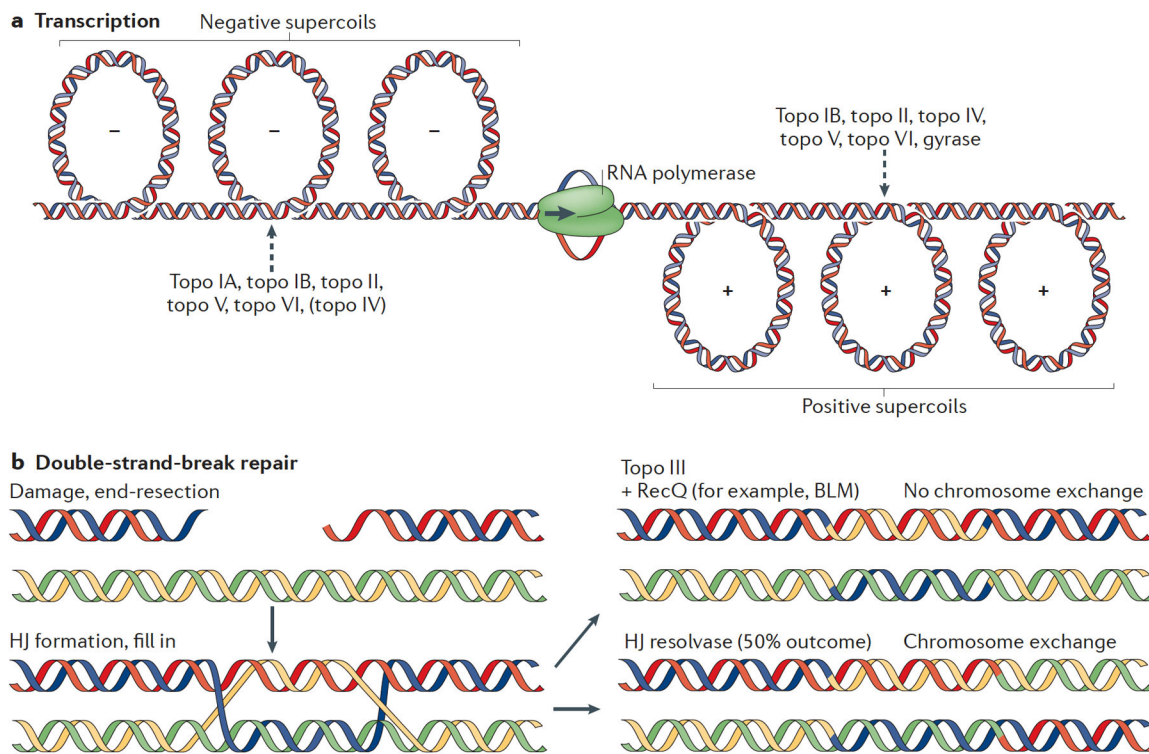 a Transcription
Negative supercoils
– – –
Topo IB, topo II, topo IV,
topo V, topo VI, gyrase
RNA polymerase
Topo IA, topo IB, topo II,
topo V, topo VI, (topo IV)
+ + +
Positive supercoils
b Double-strand-break repair
Damage, end-resection
Topo III
+ RecQ (for example, BLM) No chromosome exchange
HJ formation, fill in
HJ resolvase (50% outcome) Chromosome exchange